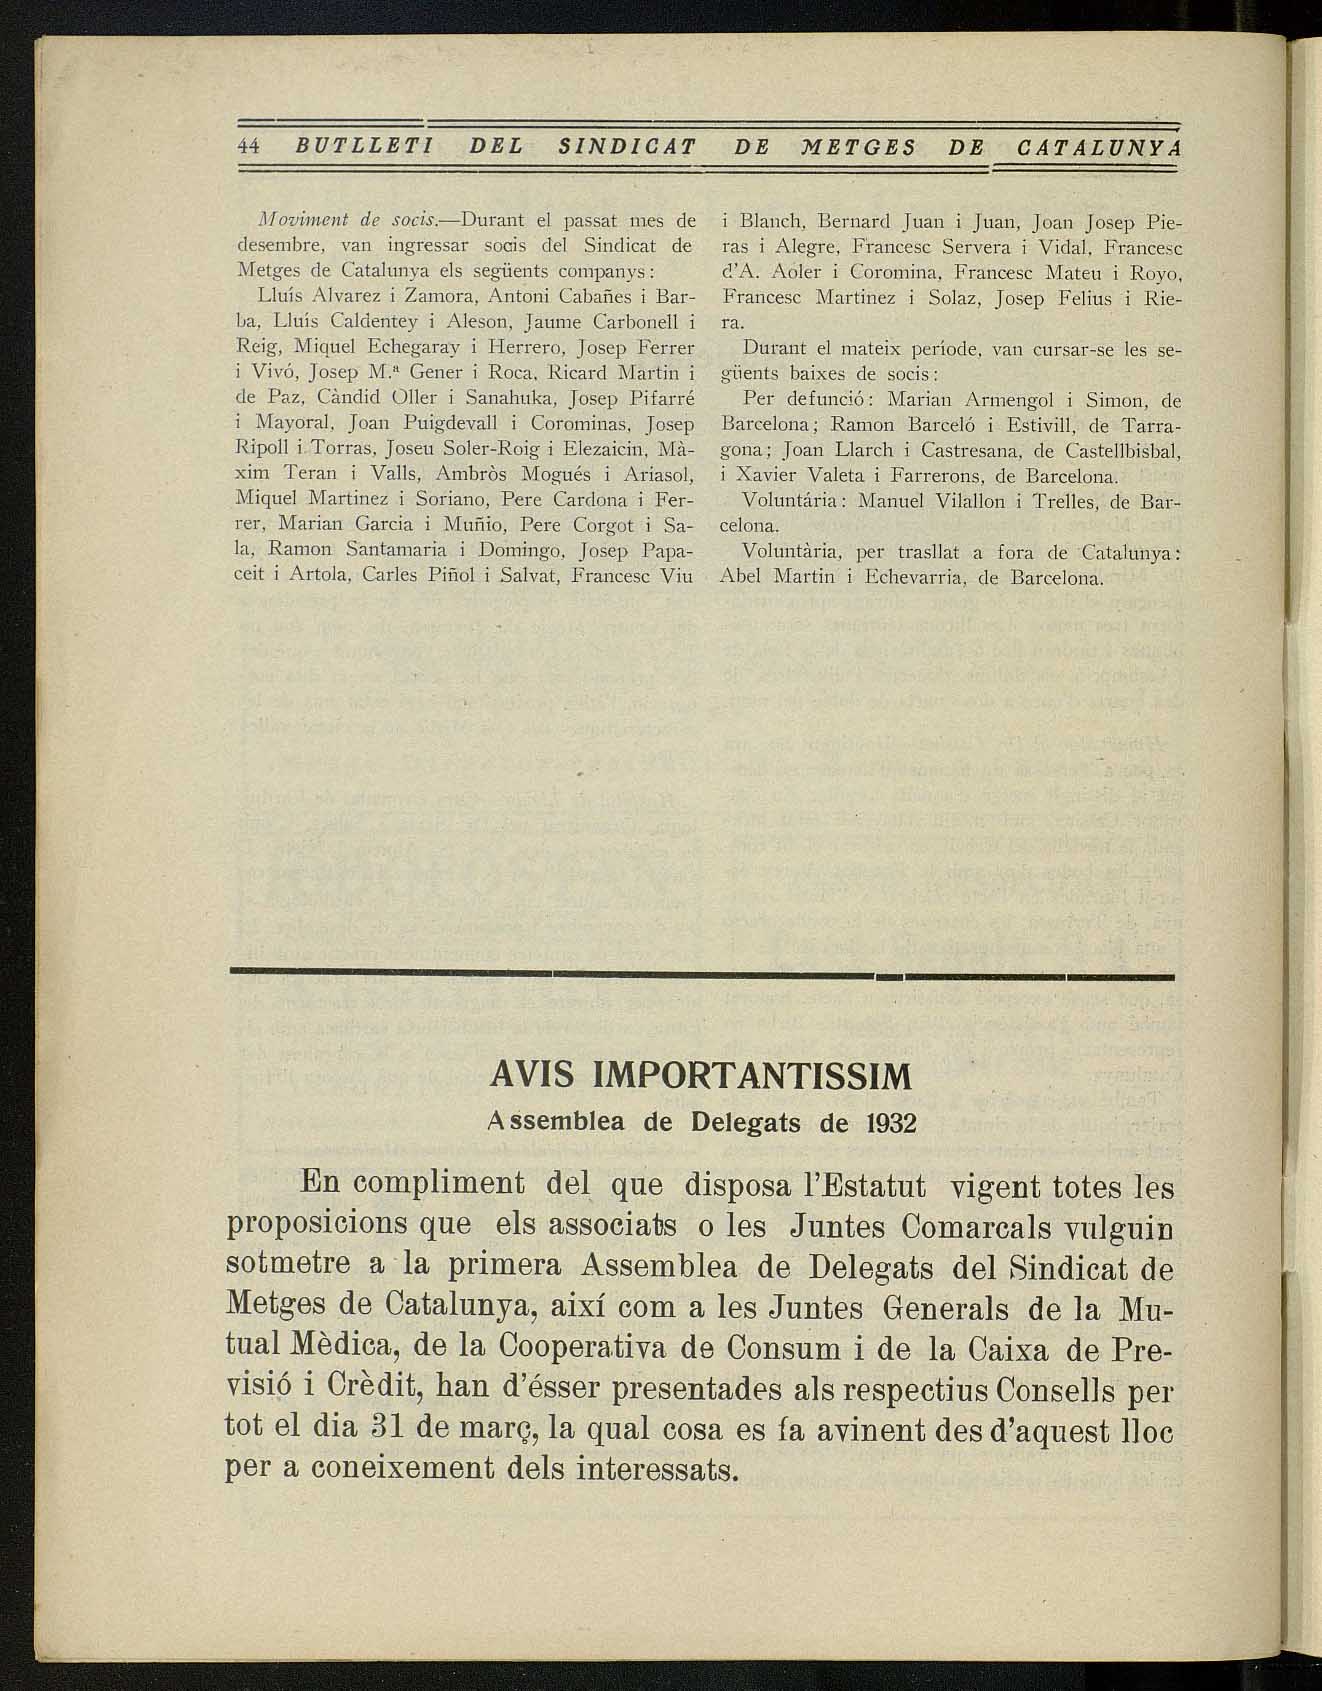 44 BUTLLETI DEL SINDICAT DE METGES DE CATALUNYA
Moviment de socis.—Durant el passat mes de
desembre, van ingressar socis del Sindicat de
Metges de Catalunya els següents companys:
Lluís Alvarez i Zamora, Antoni Cabañes i Bar-
ba, Lluís Caldentey i Aleson, Jaume Carbonell i
Reig, Miquel Echegaray i Herrero, Josep Ferrer
i Vivó, Josep M.ª Gener i Roca, Ricard Martin i
de Paz, Càndid Oller i Sanahuka, Josep Pifarré
i Mayoral, Joan Puigdevall i Corominas, Josep
Ripoll i Torras, Joseu Soler-Roig i Elezaicin, Mà-
xim Teran i Valls, Ambròs Mogués i Ariasol,
Miquel Martinez i Soriano, Pere Cardona i Fer-
rer, Marian Garcia i Muñio, Pere Corgot i Sa-
la, Ramon Santamaria i Domingo, Josep Papa-
ceit i Artola, Carles Piñol i Salvat, Francesc Viu
i Blanch, Bernard Juan i Juan, Joan Josep Pie-
ras i Alegre, Francesc Servera i Vidal, Francesc
d'A. Aoler i Coromina, Francesc Mateu i Royo,
Francesc Martinez i Solaz, Josep Felius i Rie-
ra.
Durant el mateix període, van cursar-se les se-
güents baixes de socis:
Per defunció: Marian Armengol i Simon, de
Barcelona; Ramon Barceló i Estivill, de Tarra-
gona; Joan Llarch i Castresana, de Castellbisbal,
i Xavier Valeta i Farrerons, de Barcelona.
Voluntária: Manuel Vilallon i Trelles, de Bar-
celona.
Voluntària, per trasllat a fora de Catalunya:
Abel Martin i Echevarria, de Barcelona.
AVIS IMPORTANTISSIM
Assemblea de Delegats de 1932
En compliment del que disposa l'Estatut vigent totes les
proposicions que els associats o les Juntes Comarcals vulguin
sotmetre a la primera Assemblea de Delegats del Sindicat de
Metges de Catalunya, així com a les Juntes Generals de la Mu-
tual Mèdica, de la Cooperativa de Consum i de la Caixa de Pre-
visió i Crèdit, han d'ésser presentades als respectius Consells per
tot el dia 31 de març, la qual cosa es fa avinent des d'aquest lloc
per a coneixement dels interessats.